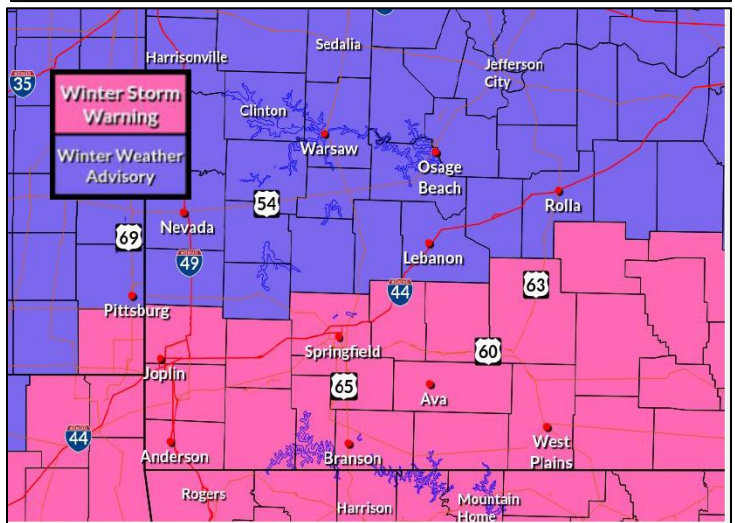 Harrisonville
Sedalia
Jefferson
City
35
Winter Storm
Warning
Winter Weather
Advisory
Clinton
Warsaw
Osage
Beach
54
Rolla
Nevada
69
49
Lebanon
44
63
Pittsburg
Springfield
60
Joplin
65
Ava
44
Anderson
Branson
West
Plains
Rogers
Harrison
Mountain
Home